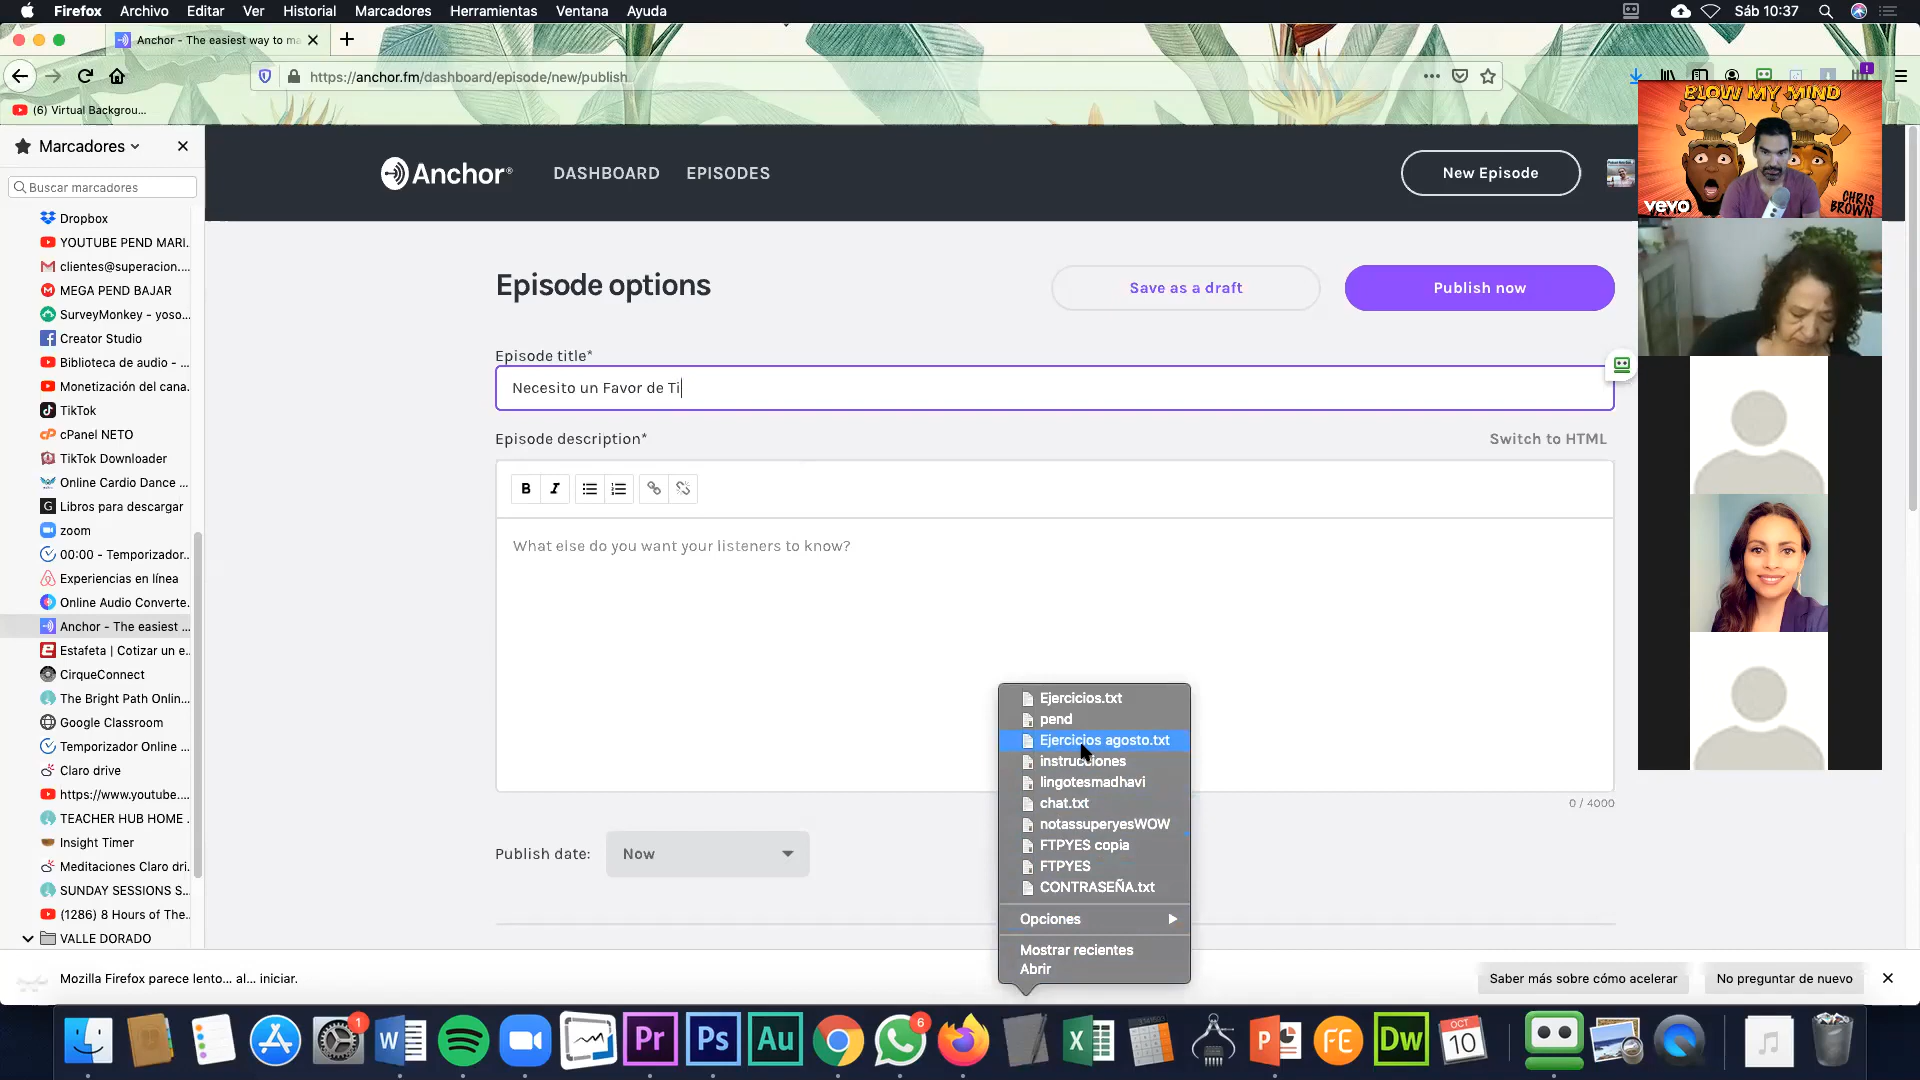 Firefox Archivo Editar Ver Historial Marcadores Herramientas Ventana Ayuda
Sáb 10:37
Anchor - The easiest way to ma
https://anchor.fm/dashboard/episode/new/publish
(6) Virtual Backgrou...
Marcadores
Buscar marcadores
Dropbox
YOUTUBE PEND MARI.
clientes@superacion....
MEGA PEND BAJAR
SurveyMonkey - yoso...
Creator Studio
Biblioteca de audio - ...
Monetización del cana.
TikTok
cPanel NETO
TikTok Downloader
Online Cardio Dance ...
Libros para descargar
zoom
00:00 - Temporizador..
Experiencias en línea
Online Audio Converte.
Anchor - The easiest ...
Estafeta | Cotizar un e..
CirqueConnect
The Bright Path Onlin...
Google Classroom
Temporizador Online ...
Claro drive
https://www.youtube....
TEACHER HUB HOME .
Insight Timer
Meditaciones Claro dri.
SUNDAY SESSIONS S...
(1286) 8 Hours of The..
VALLE DORADO
Anchor
DASHBOARD
EPISODES
New Episode
BLOW MY MIND
vevo
CHRIS
BROWN
Episode options
Save as a draft
Publish now
Episode title*
Necesito un Favor de Ti
Episode description*
Switch to HTML
B I
What else do you want your listeners to know?
0 / 4000
Publish date:
Now
Ejercicios.txt
pend
Ejercicios agosto.txt
instrucciones
lingotesmadhavi
chat.txt
notassuperyesWOW
FTPYES copia
FTPYES
CONTRASEÑA.txt
Opciones
Mostrar recientes
Abrir
Mozilla Firefox parece lento... al... iniciar.
Saber más sobre cómo acelerar
No preguntar de nuevo
1
W
Pr
Ps
Au
6
X
P
FE
Dw
OCT
10